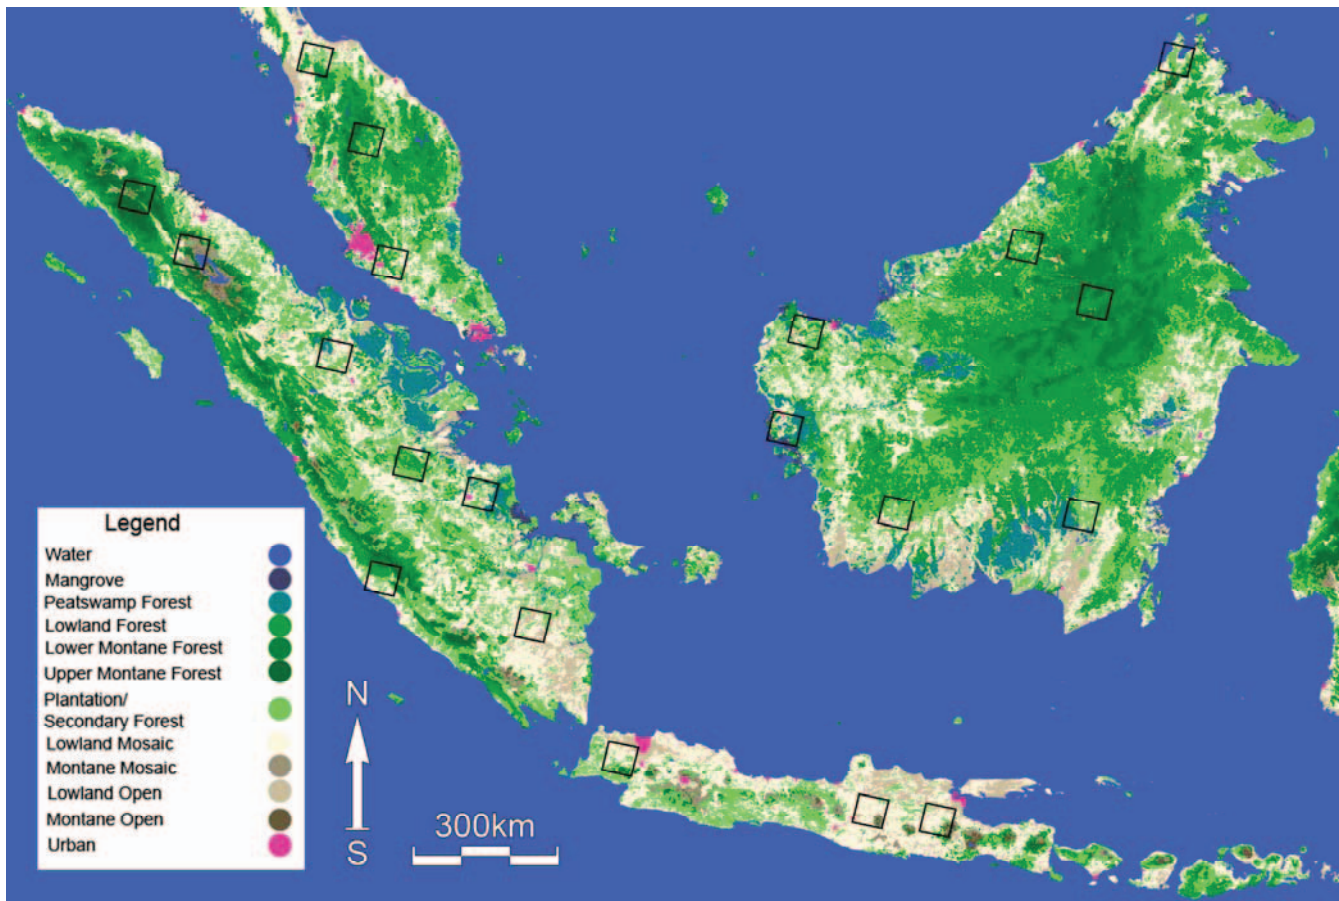 Legend
Water
Mangrove
Peatswamp Forest
Lowland Forest
Lower Montane Forest
Upper Montane Forest
Plantation/
Secondary Forest
Lowland Mosaic
Montane Mosaic
Lowland Open
Montane Open
Urban
N
S
300km